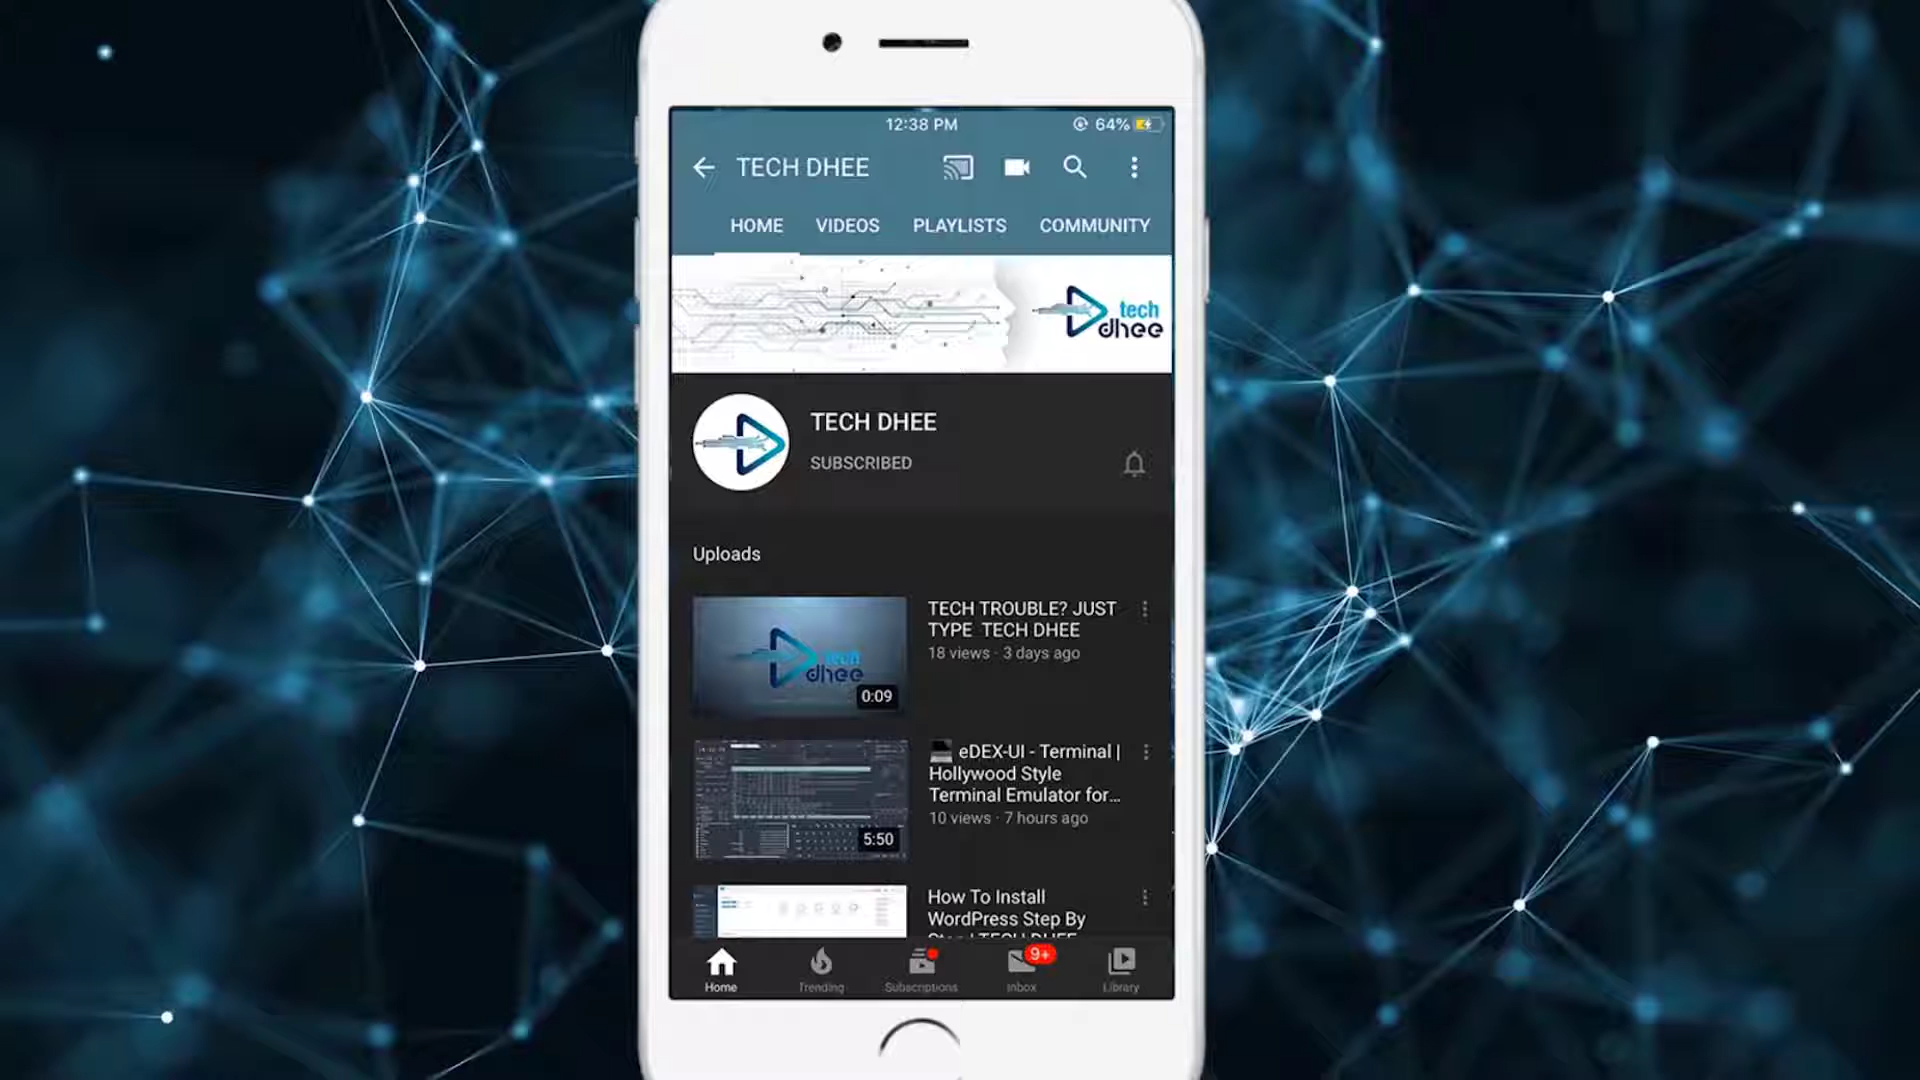 12:38 PM
64%
TECH DHEE
HOME VIDEOS PLAYLISTS COMMUNITY
tech
dhee
TECH DHEE
SUBSCRIBED
Uploads
TECH TROUBLE? JUST
TYPE TECH DHEE
18 views · 3 days ago
tech
dhee
0:09
eDEX-UI - Terminal |
Hollywood Style
Terminal Emulator for...
10 views · 7 hours ago
5:50
How To Install
WordPress Step By
9+
Home Trending Subscriptions Inbox Library